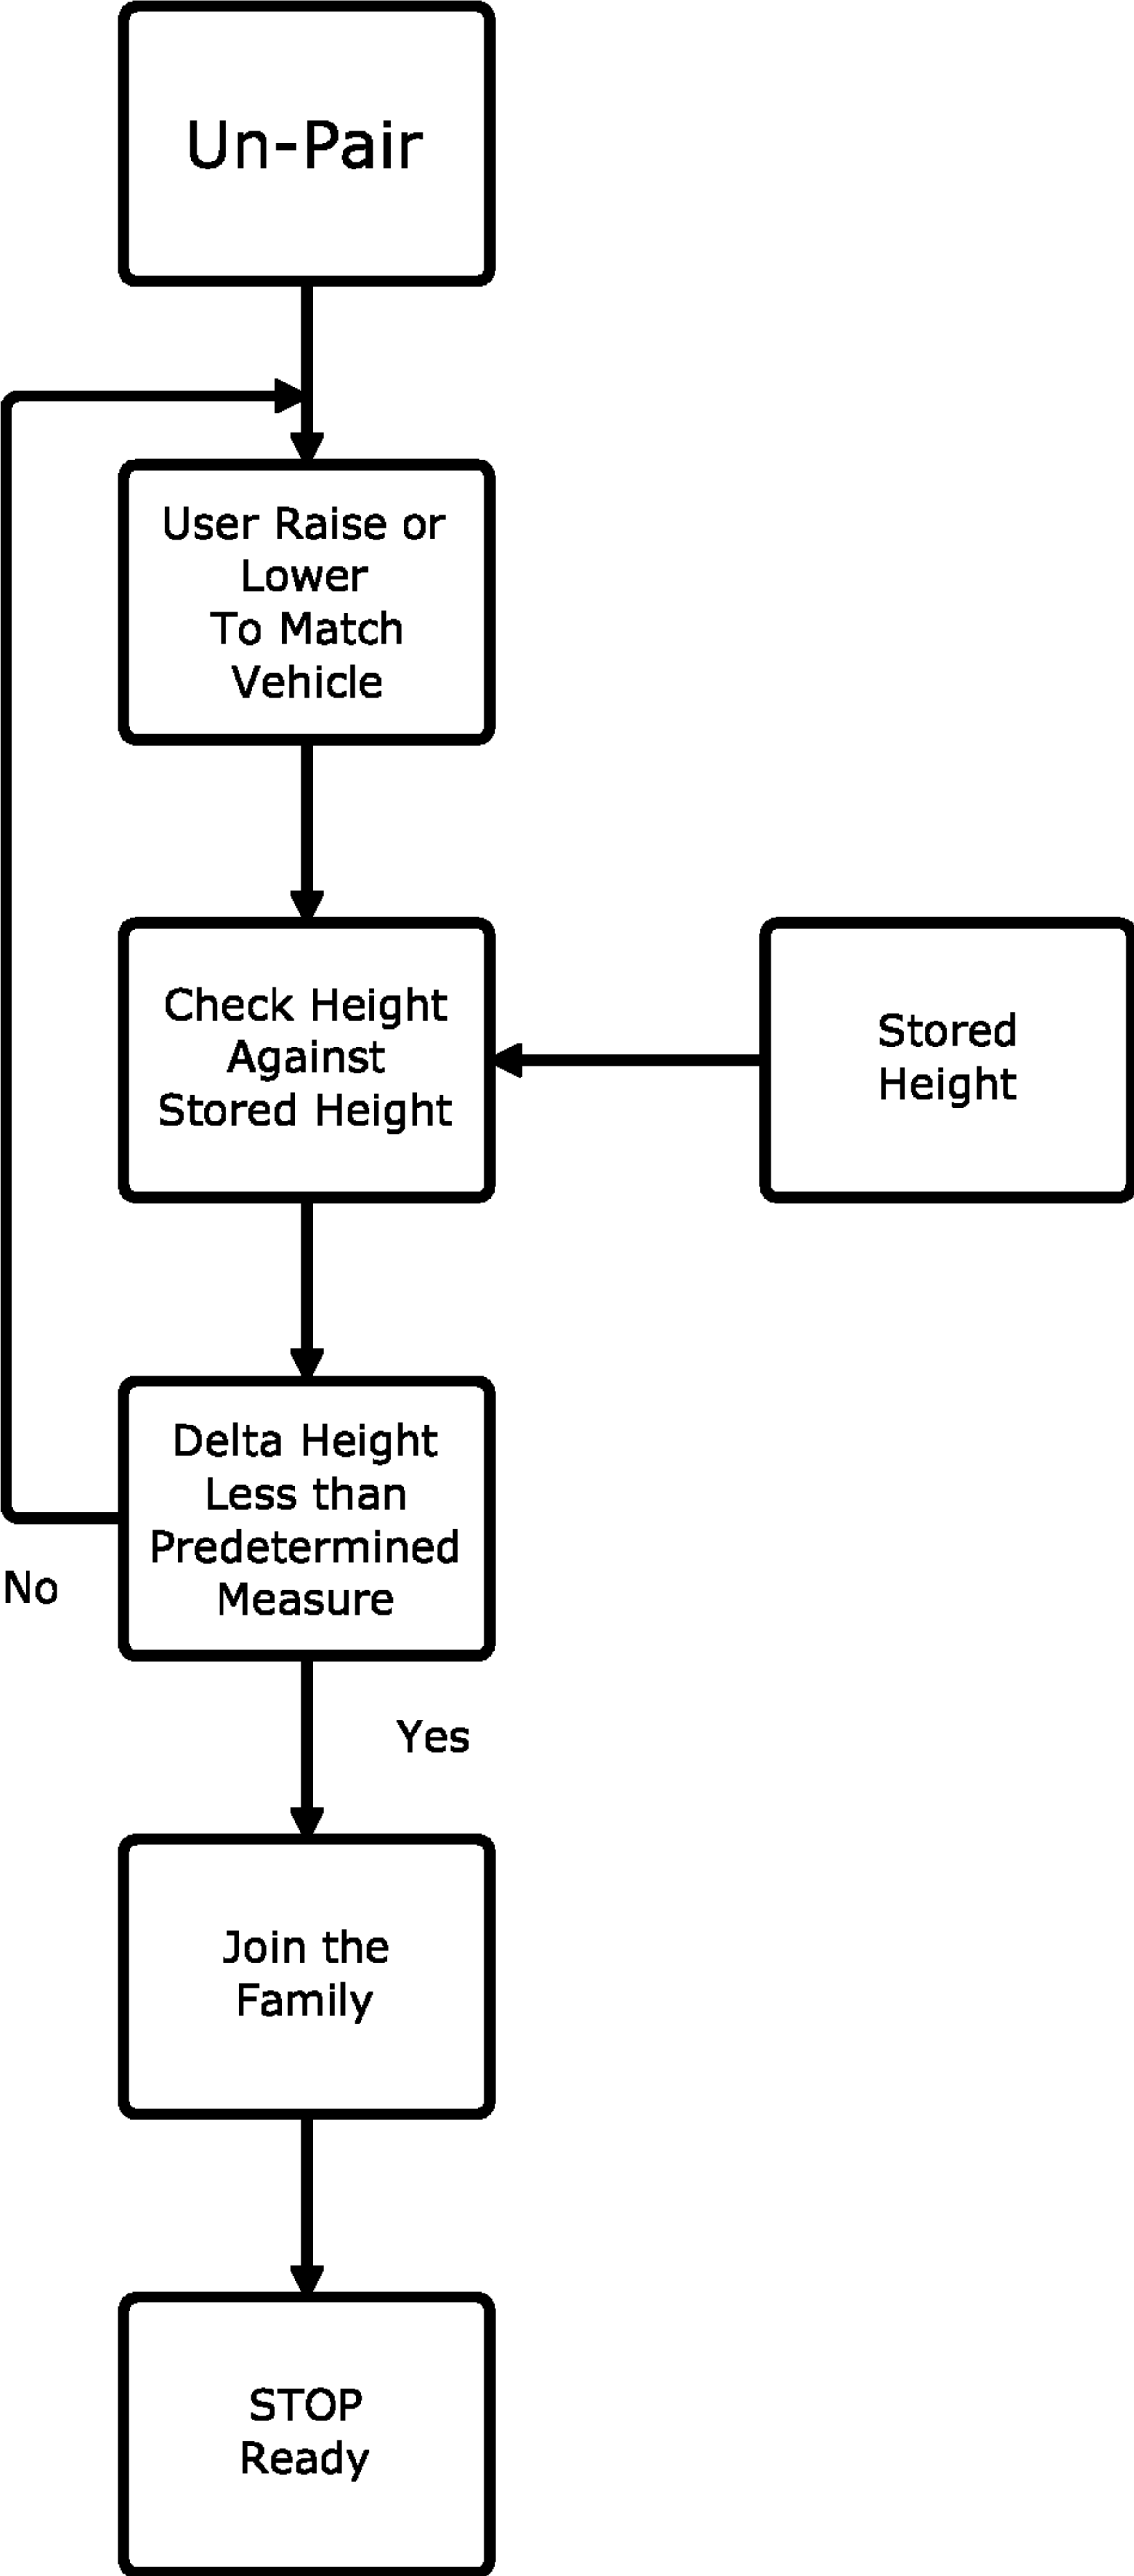 Un-Pair
User Raise or
Lower
To Match
Vehicle
Check Height
Against
Stored Height
Stored
Height
Delta Height
Less than
Predetermined
Measure
No
Yes
Join the
Family
STOP
Ready